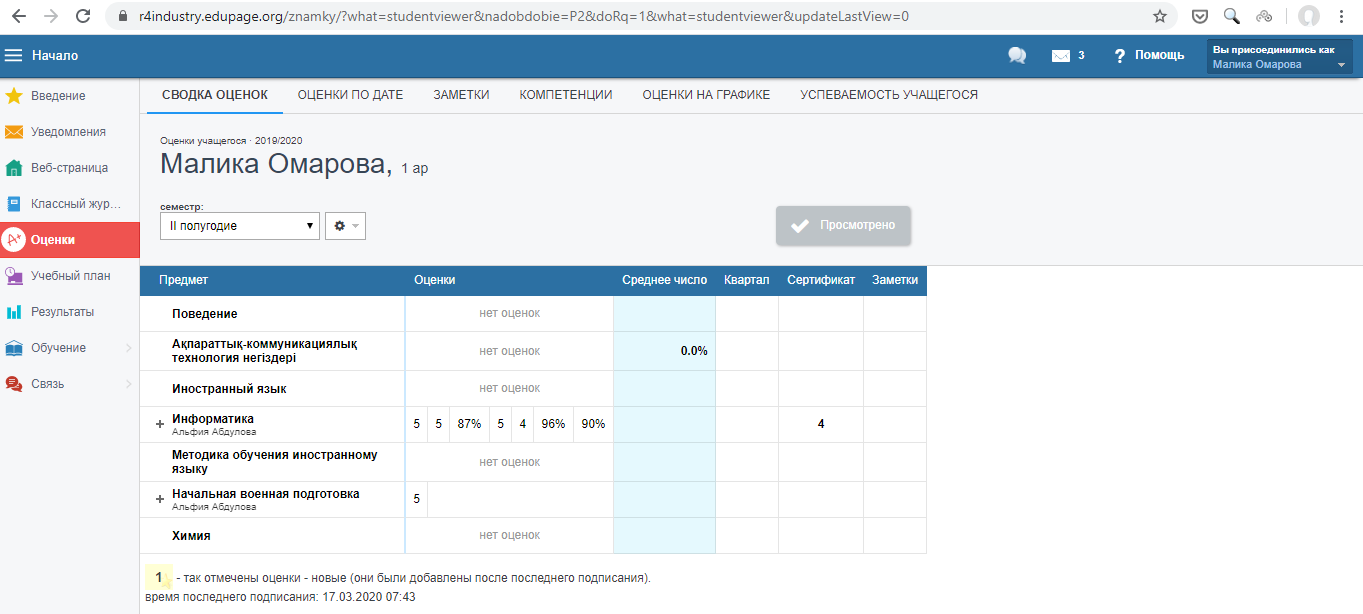 r4industry.edupage.org/znamky/?what=studentviewer&nadobdobie=P2&doRq=1&what=studentviewer&updateLastView=0
Начало
3
? Помощь
Вы присоединились как
Малика Омарова
Введение
Уведомления
Веб-страница
Классный жур...
Оценки
Учебный план
Результаты
Обучение
Связь
СВОДКА ОЦЕНОК ОЦЕНКИ ПО ДАТЕ ЗАМЕТКИ КОМПЕТЕНЦИИ ОЦЕНКИ НА ГРАФИКЕ УСПЕВАЕМОСТЬ УЧАЩЕГОСЯ
Оценки учащегося · 2019/2020
Малика Омарова, 1 ар
семестр:
II полугодие
Просмотрено
Предмет Оценки Среднее число Квартал Сертификат Заметки
Поведение нет оценок
Ақпараттық-коммуникациялық
технология негіздері нет оценок 0.0%
Иностранный язык нет оценок
+ Информатика 5 5 87% 5 4 96% 90% 4
Альфия Абдулова
Методика обучения иностранному
языку нет оценок
+ Начальная военная подготовка 5
Альфия Абдулова
Химия нет оценок
1 - так отмечены оценки - новые (они были добавлены после последнего подписания).
время последнего подписания: 17.03.2020 07:43